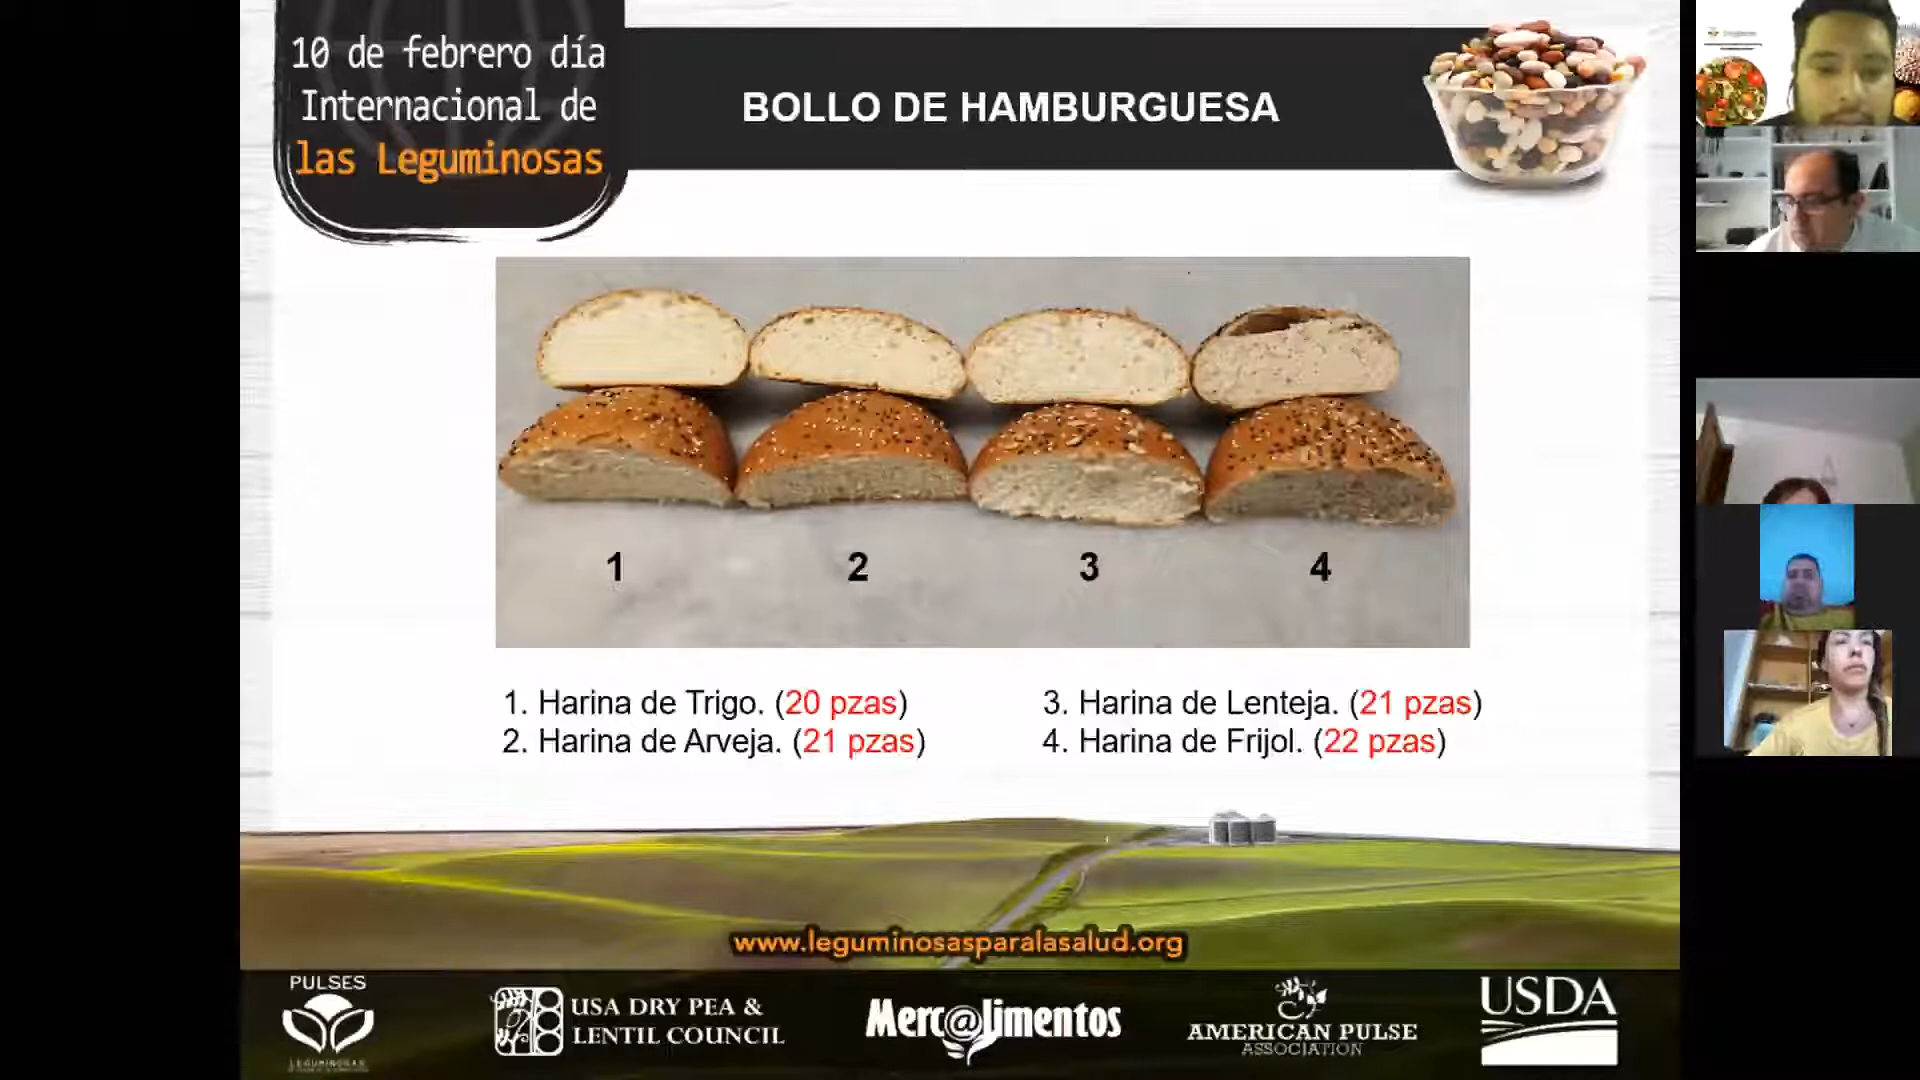 10 de febrero día
Internacional de
las Leguminosas
BOLLO DE HAMBURGUESA
1
2
3
4
1. Harina de Trigo. (20 pzas)
2. Harina de Arveja. (21 pzas)
3. Harina de Lenteja. (21 pzas)
4. Harina de Frijol. (22 pzas)
www.leguminosasparalasalud.org
PULSES
LEGUMINOSAS
USA DRY PEA &
LENTIL COUNCIL
Merc@limentos
AMERICAN PULSE
ASSOCIATION
USDA